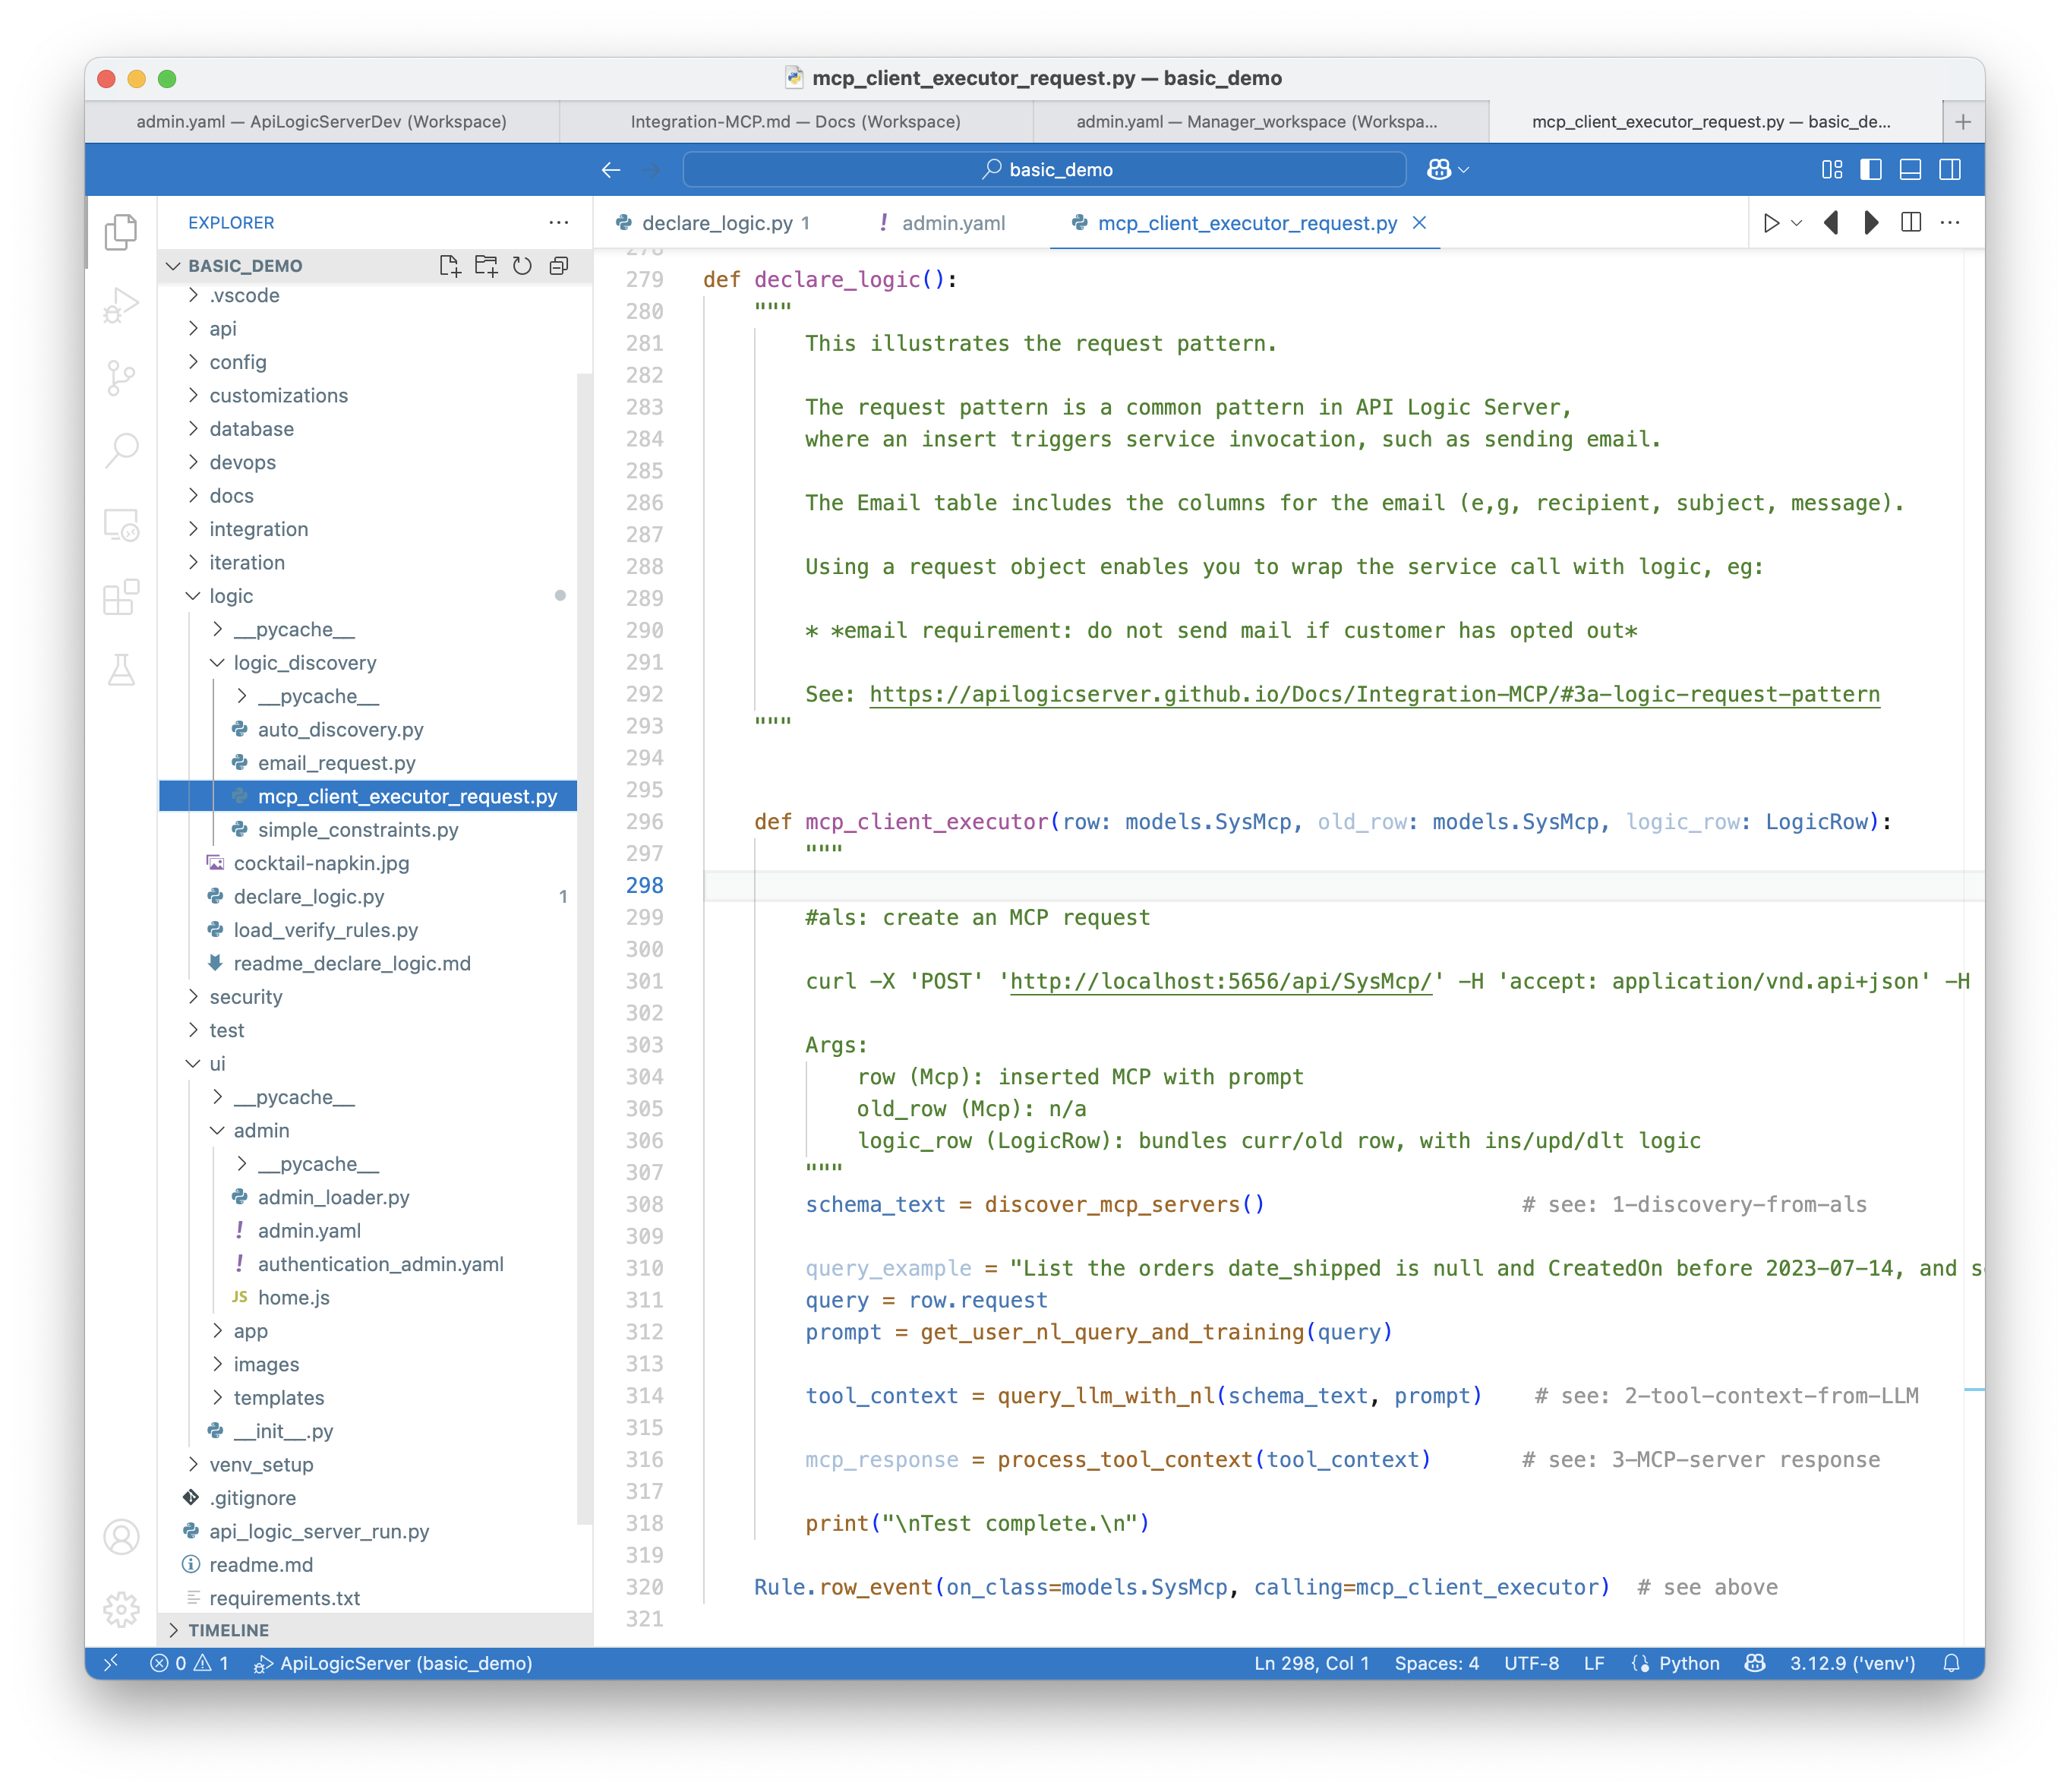 mcp_client_executor_request.py — basic_demo
admin.yaml — ApiLogicServerDev (Workspace)
Integration-MCP.md — Docs (Workspace)
admin.yaml — Manager_workspace (Workspa...
mcp_client_executor_request.py — basic_de...
basic_demo
EXPLORER
BASIC_DEMO
.vscode
api
config
customizations
database
devops
docs
integration
iteration
logic
__pycache__
logic_discovery
__pycache__
auto_discovery.py
email_request.py
mcp_client_executor_request.py
simple_constraints.py
cocktail-napkin.jpg
declare_logic.py 1
load_verify_rules.py
readme_declare_logic.md
security
test
ui
__pycache__
admin
__pycache__
admin_loader.py
! admin.yaml
! authentication_admin.yaml
JS home.js
app
images
templates
__init__.py
venv_setup
.gitignore
api_logic_server_run.py
readme.md
requirements.txt
TIMELINE
declare_logic.py 1
! admin.yaml
mcp_client_executor_request.py
278
279 def declare_logic():
280 """
281 This illustrates the request pattern.
282
283 The request pattern is a common pattern in API Logic Server,
284 where an insert triggers service invocation, such as sending email.
285
286 The Email table includes the columns for the email (e,g, recipient, subject, message).
287
288 Using a request object enables you to wrap the service call with logic, eg:
289
290 * *email requirement: do not send mail if customer has opted out*
291
292 See: https://apilogicserver.github.io/Docs/Integration-MCP/#3a-logic-request-pattern
293 """
294
295
296 def mcp_client_executor(row: models.SysMcp, old_row: models.SysMcp, logic_row: LogicRow):
297 """
298
299 #als: create an MCP request
300
301 curl -X 'POST' 'http://localhost:5656/api/SysMcp/' -H 'accept: application/vnd.api+json' -H
302
303 Args:
304 row (Mcp): inserted MCP with prompt
305 old_row (Mcp): n/a
306 logic_row (LogicRow): bundles curr/old row, with ins/upd/dlt logic
307 """
308 schema_text = discover_mcp_servers() # see: 1-discovery-from-als
309
310 query_example = "List the orders date_shipped is null and CreatedOn before 2023-07-14, and s
311 query = row.request
312 prompt = get_user_nl_query_and_training(query)
313
314 tool_context = query_llm_with_nl(schema_text, prompt) # see: 2-tool-context-from-LLM
315
316 mcp_response = process_tool_context(tool_context) # see: 3-MCP-server response
317
318 print("\nTest complete.\n")
319
320 Rule.row_event(on_class=models.SysMcp, calling=mcp_client_executor) # see above
321
0 1 ApiLogicServer (basic_demo) Ln 298, Col 1 Spaces: 4 UTF-8 LF Python 3.12.9 ('venv')